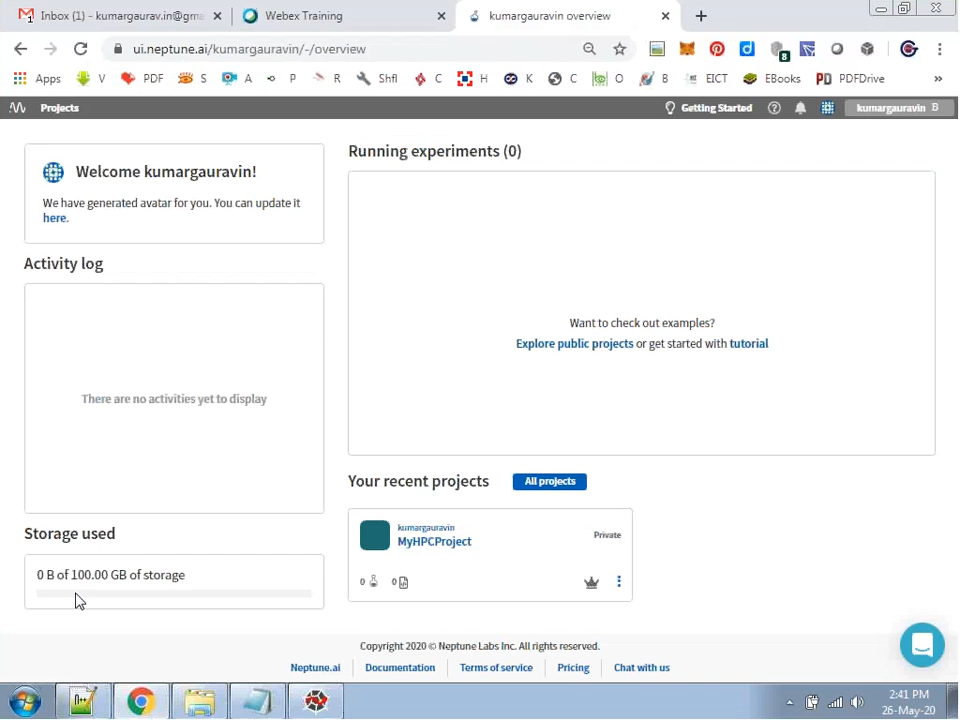 Inbox (1) - kumargaurav.in@gma
Webex Training
kumargauravin overview
ui.neptune.ai/kumargauravin/-/overview
8
Apps
V
PDF
S
A
P
R
Shfl
C
H
K
C
O
B
EICT
EBooks
PD PDFDrive
»
Projects
Getting Started
kumargauravin B
Welcome kumargauravin!
We have generated avatar for you. You can update it
here.
Activity log
There are no activities yet to display
Storage used
0 B of 100.00 GB of storage
Running experiments (0)
Want to check out examples?
Explore public projects or get started with tutorial
Your recent projects
All projects
kumargauravin
MyHPCProject
Private
0
0
Copyright 2020 © Neptune Labs Inc. All rights reserved.
Neptune.ai
Documentation
Terms of service
Pricing
Chat with us
2:41 PM
26-May-20